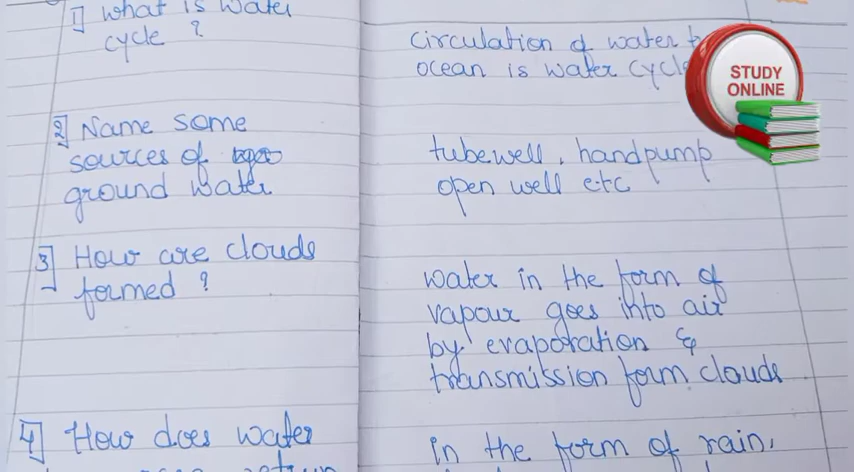 1] What is Water
cycle ?
circulation of water
ocean is water cycle
2] Name some
sources of
ground water
tubewell, handpump
open well etc
3] How are clouds
formed ?
water in the form of
vapour goes into air
by evaporation &
transmission form clouds
4] How does water
in the form of rain,
STUDY
ONLINE